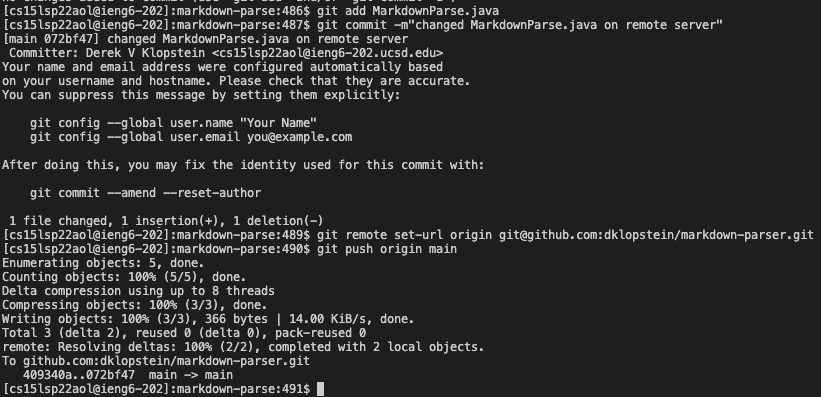 [cs15lsp22aol@ieng6-202]:markdown-parse:486$ git add MarkdownParse.java
[cs15lsp22aol@ieng6-202]:markdown-parse:487$ git commit -m"changed MarkdownParse.java on remote server"
[main 072bf47] changed MarkdownParse.java on remote server
 Committer: Derek V Klopstein <cs15lsp22aol@ieng6-202.ucsd.edu>
Your name and email address were configured automatically based
on your username and hostname. Please check that they are accurate.
You can suppress this message by setting them explicitly:
    git config --global user.name "Your Name"
    git config --global user.email you@example.com
After doing this, you may fix the identity used for this commit with:
    git commit --amend --reset-author
 1 file changed, 1 insertion(+), 1 deletion(-)
[cs15lsp22aol@ieng6-202]:markdown-parse:489$ git remote set-url origin git@github.com:dklopstein/markdown-parser.git
[cs15lsp22aol@ieng6-202]:markdown-parse:490$ git push origin main
Enumerating objects: 5, done.
Counting objects: 100% (5/5), done.
Delta compression using up to 8 threads
Compressing objects: 100% (3/3), done.
Writing objects: 100% (3/3), 366 bytes | 14.00 KiB/s, done.
Total 3 (delta 2), reused 0 (delta 0), pack-reused 0
remote: Resolving deltas: 100% (2/2), completed with 2 local objects.
To github.com:dklopstein/markdown-parser.git
   409340a..072bf47  main -> main
[cs15lsp22aol@ieng6-202]:markdown-parse:491$